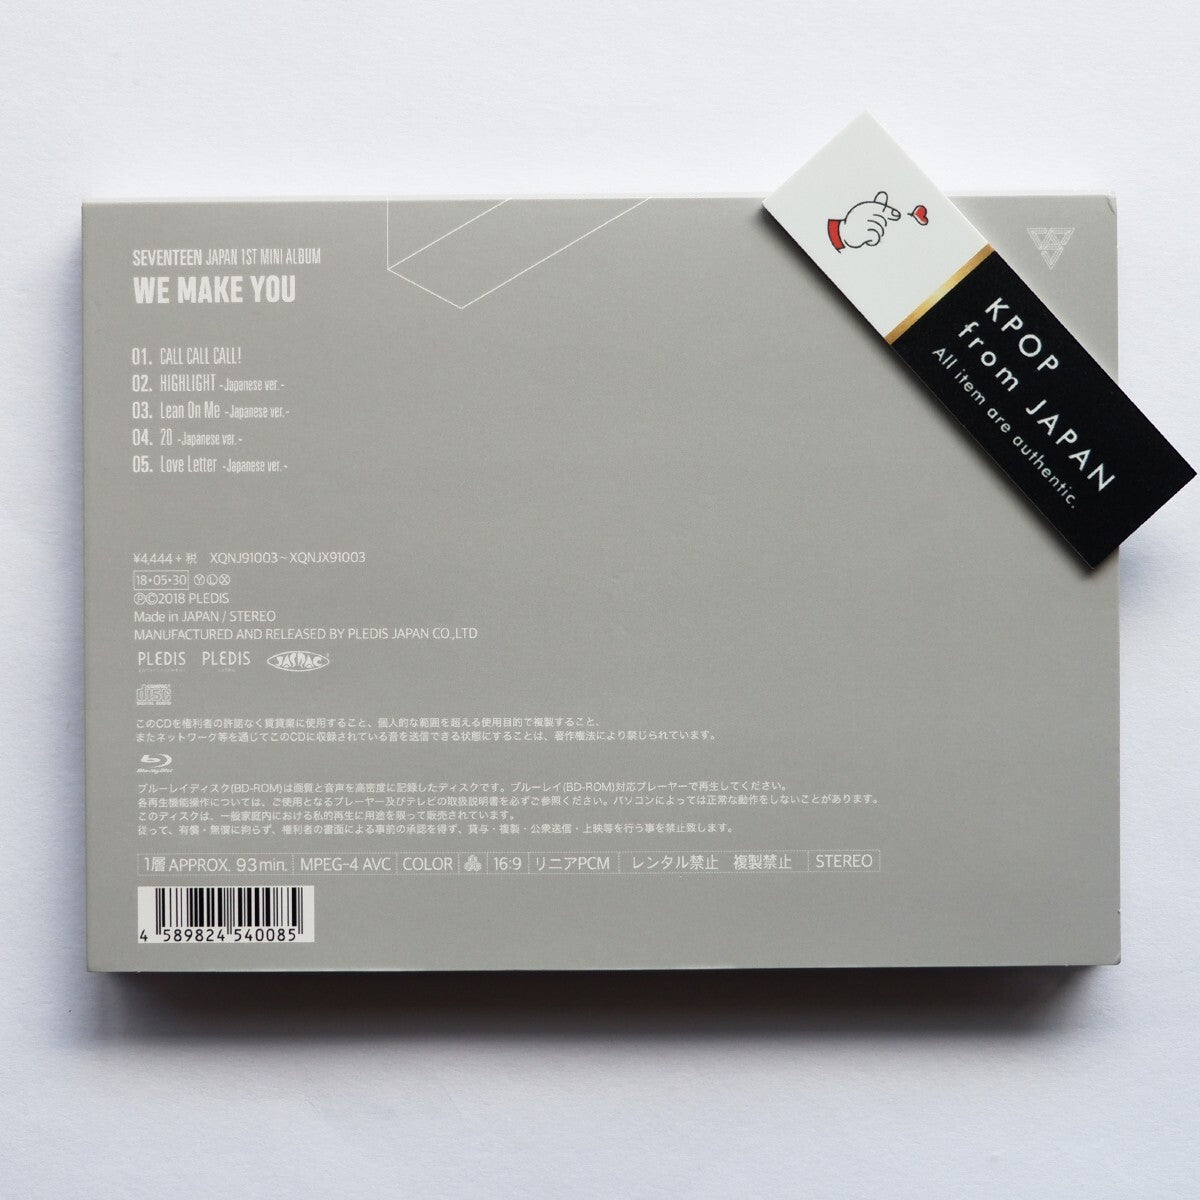 SEVENTEEN JAPAN 1ST MINI ALBUM
WE MAKE YOU
01. CALL CALL CALL!
02. HIGHLIGHT -Japanese ver.-
03. Lean On Me -Japanese ver.-
04. 20 -Japanese ver.-
05. Love Letter -Japanese ver.-
¥4,444+税 XQNJ91003~XQNJX91003
18・05・30 ⓎⓁⓍ
ⓅⒸ2018 PLEDIS
Made in JAPAN / STEREO
MANUFACTURED AND RELEASED BY PLEDIS JAPAN CO.,LTD
PLEDIS PLEDIS JASRAC
COMPACT disc DIGITAL AUDIO
このCDを権利者の許諾なく賃貸業に使用すること、個人的な範囲を超える使用目的で複製すること、
またネットワーク等を通じてこのCDに収録されている音を送信できる状態にすることは、著作権法により禁じられています。
Blu-ray Disc
ブルーレイディスク(BD-ROM)は画質と音声を高密度に記録したディスクです。ブルーレイ(BD-ROM)対応プレーヤーで再生してください。
各再生機能操作については、ご使用となるプレーヤー及びテレビの取扱説明書を必ずご参照ください。パソコンによっては正常な動作をしないことがあります。
このディスクは、一般家庭内における私的再生に用途を限って販売されています。
従って、有償・無償に拘らず、権利者の書面による事前の承認を得ず、貸与・複製・公衆送信・上映等を行う事を禁止致します。
1層 APPROX. 93 min. MPEG-4 AVC COLOR 16:9 リニアPCM レンタル禁止 複製禁止 STEREO
4 589824 540085
KPOP
from JAPAN
All item are authentic.